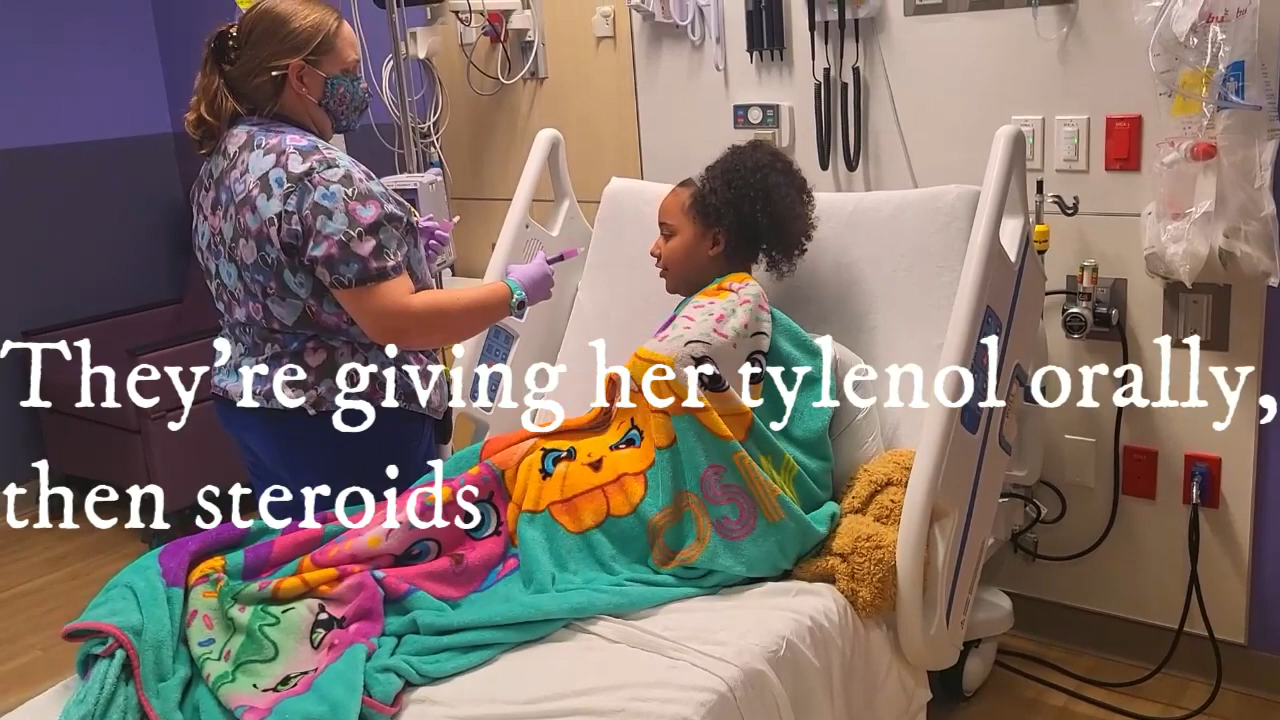 They're giving her tylenol orally,
then steroids